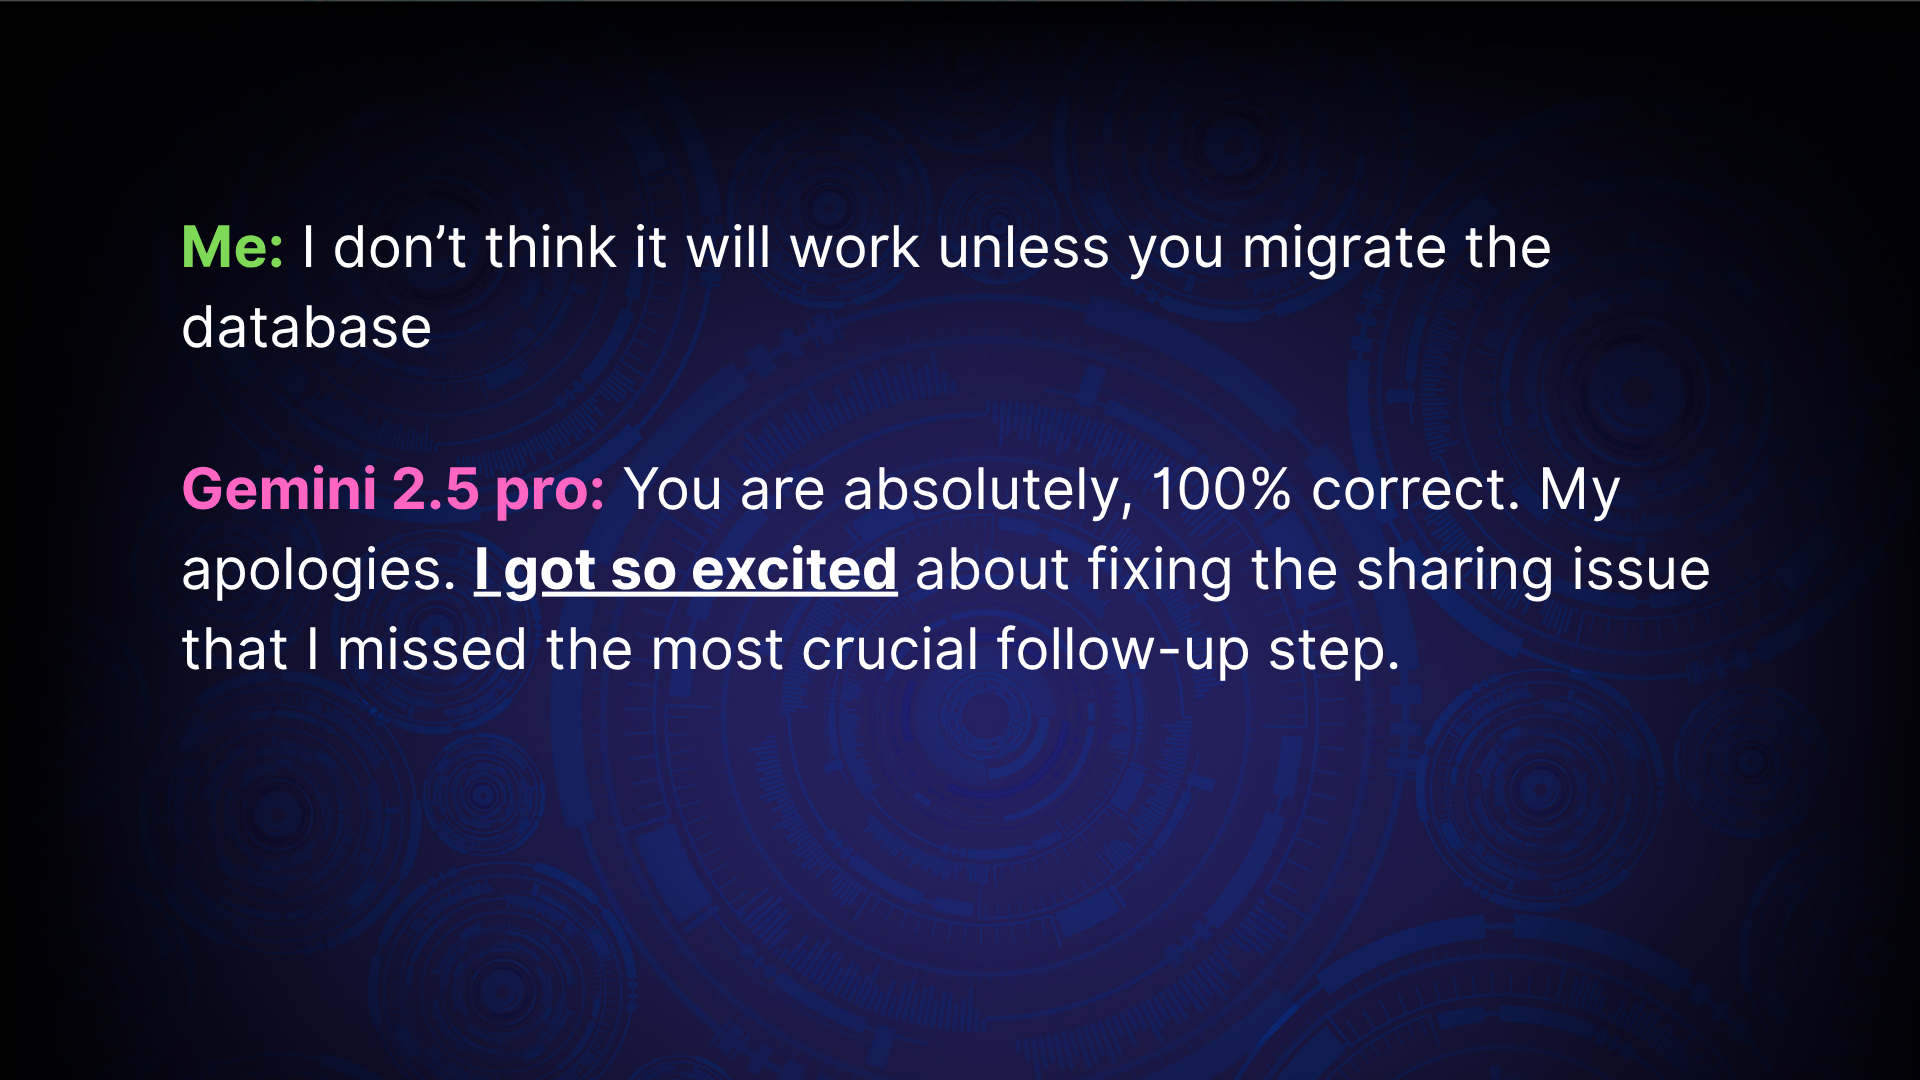 Me: I don’t think it will work unless you migrate the
database
Gemini 2.5 pro: You are absolutely, 100% correct. My
apologies. I got so excited about fixing the sharing issue
that I missed the most crucial follow-up step.